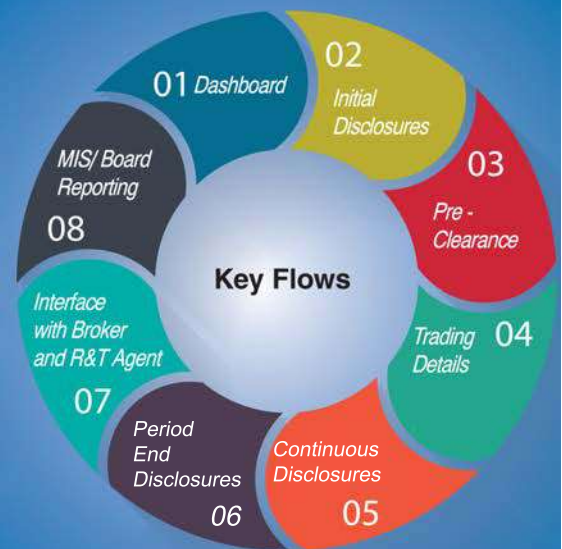 01 Dashboard
02
Initial
Disclosures
03
Pre -
Clearance
Trading 04
Details
Continuous
Disclosures
05
Period
End
Disclosures
06
Interface
with Broker
and R&T Agent
07
MIS/ Board
Reporting
08
Key Flows